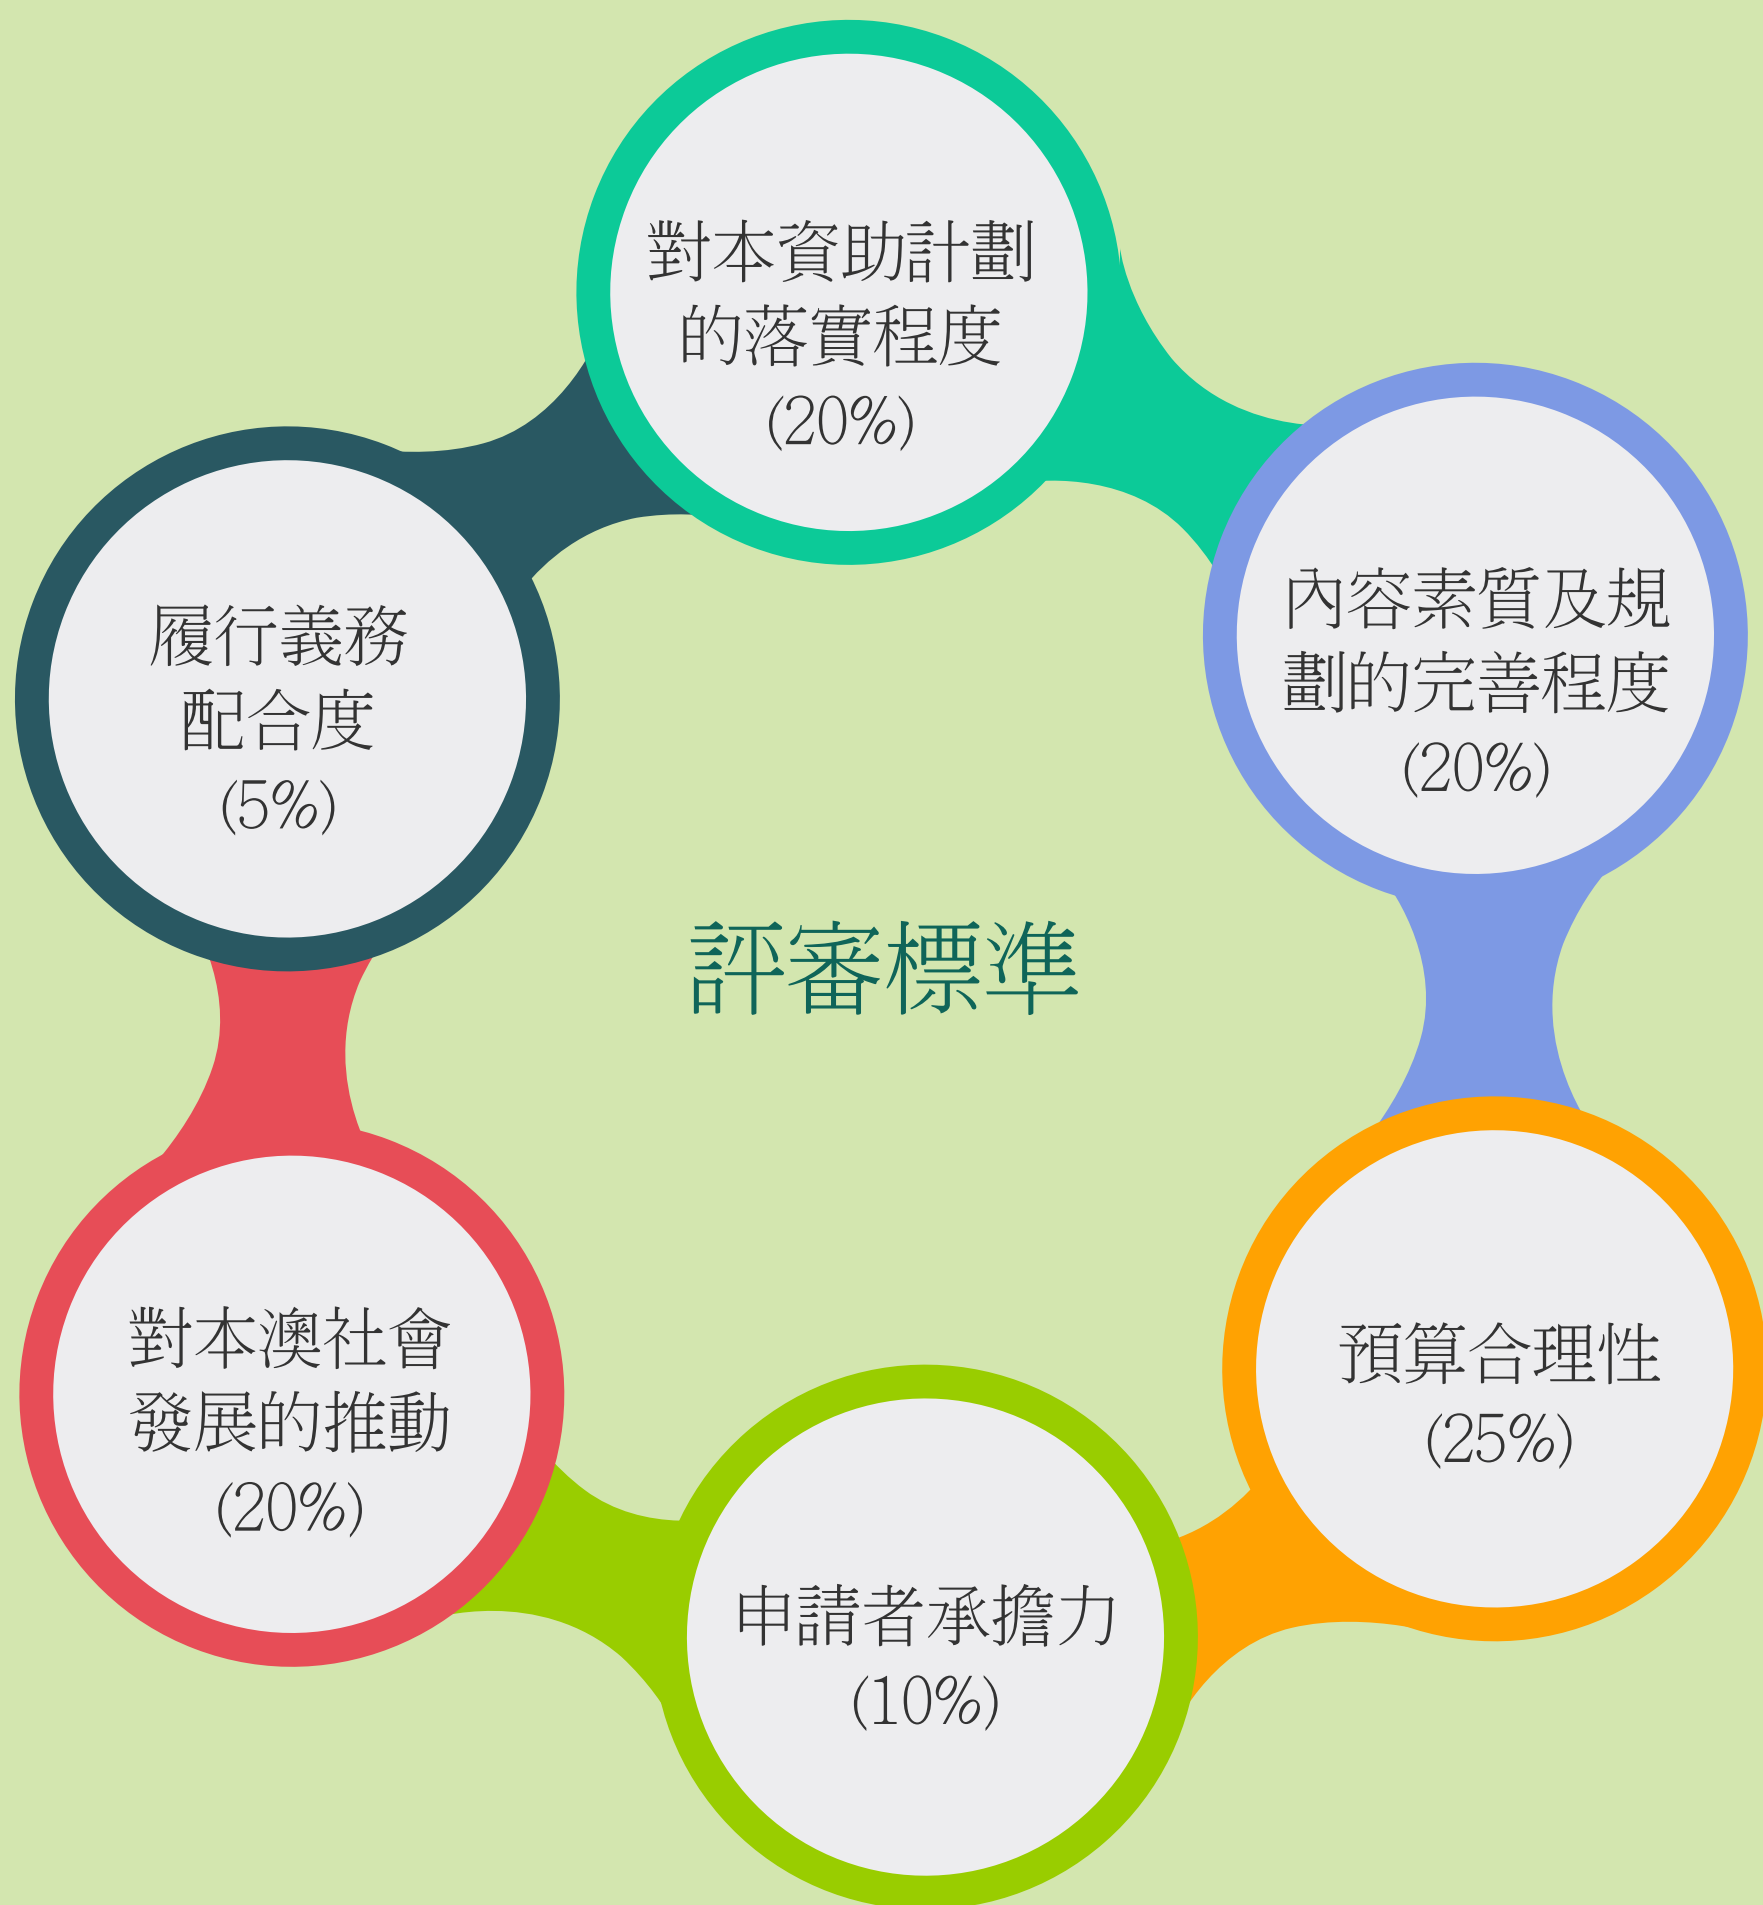 對本資助計劃
的落實程度
(20%)
內容素質及規
劃的完善程度
(20%)
預算合理性
(25%)
申請者承擔力
(10%)
對本澳社會
發展的推動
(20%)
履行義務
配合度
(5%)
評審標準